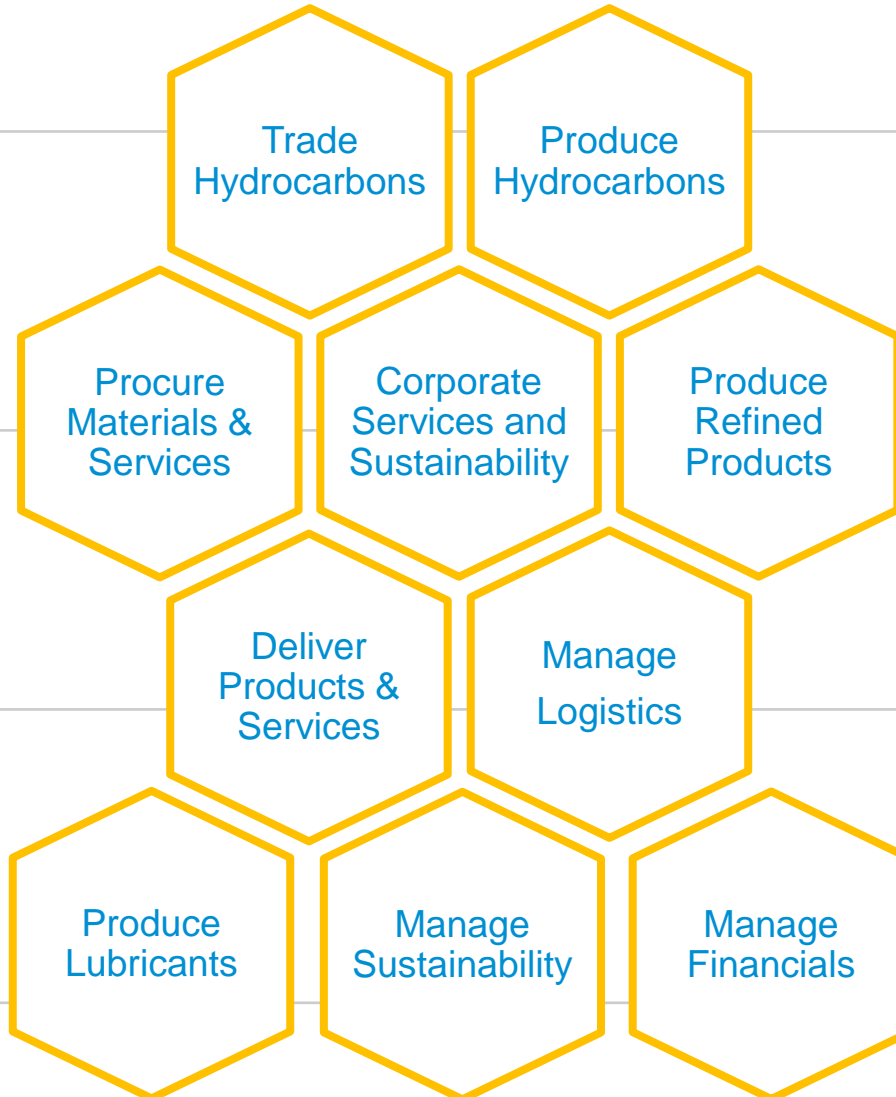 Trade
Hydrocarbons
Produce
Hydrocarbons
Procure
Materials &
Services
Corporate
Services and
Sustainability
Produce
Refined
Products
Deliver
Products &
Services
Manage
Logistics
Produce
Lubricants
Manage
Sustainability
Manage
Financials